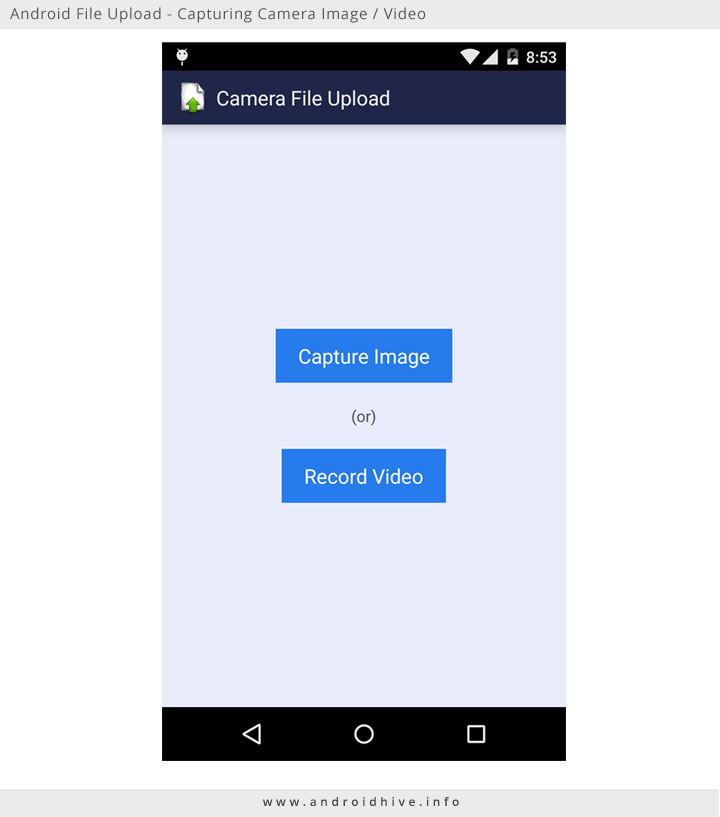 Android File Upload - Capturing Camera Image / Video
8:53
Camera File Upload
Capture Image
(or)
Record Video
www.androidhive.info